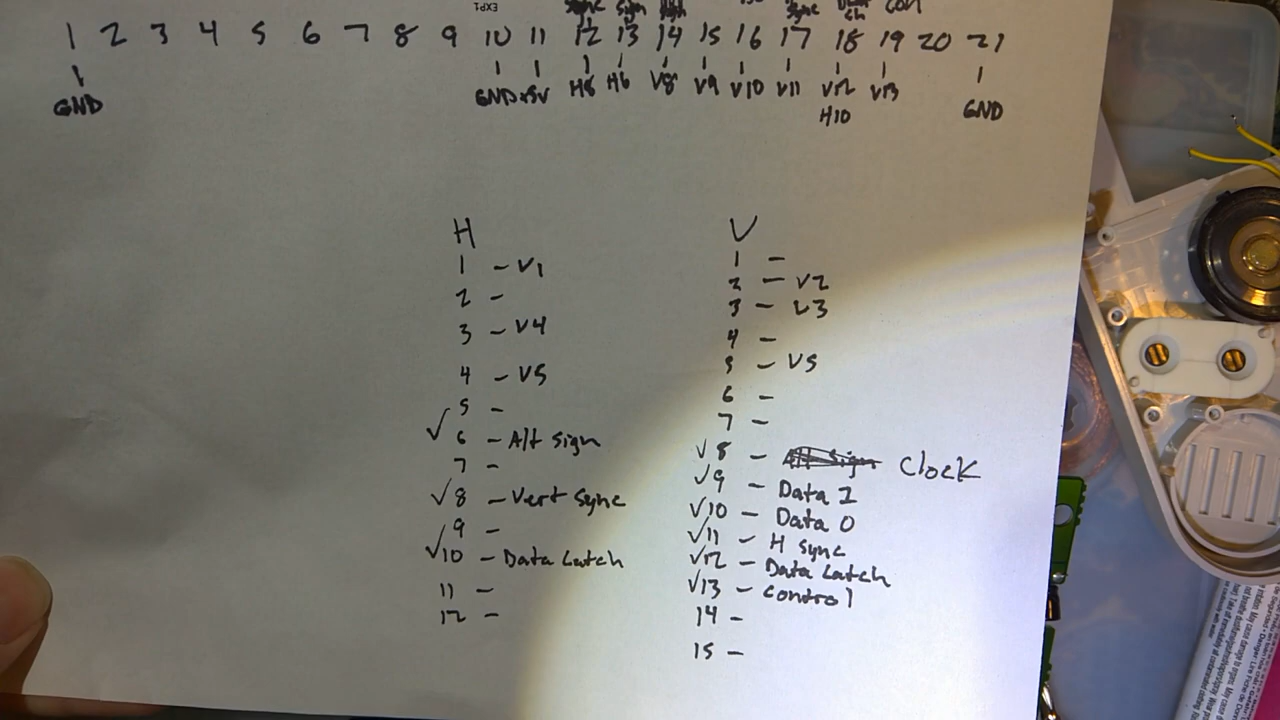 EXP1
sync sign con
1 2 3 4 5 6 7 8 9 10 11 12 13 14 15 16 17 18 19 20 21
GND GND +5V H8 H6 V8 V9 V10 V11 V12 V13 GND
H10
H
1 - V1
2 -
3 - V4
4 - V5
5 -
√ 6 - Alt sign
7 -
√8 - Vert Sync
9 -
√10 - Data Latch
11 -
12 -
V
1 -
2 - V2
3 - V3
4 -
5 - V5
6 -
7 -
√8 - Clock
√9 - Data 1
√10 - Data 0
√11 - H sync
√12 - Data Latch
√13 - control
14 -
15 -